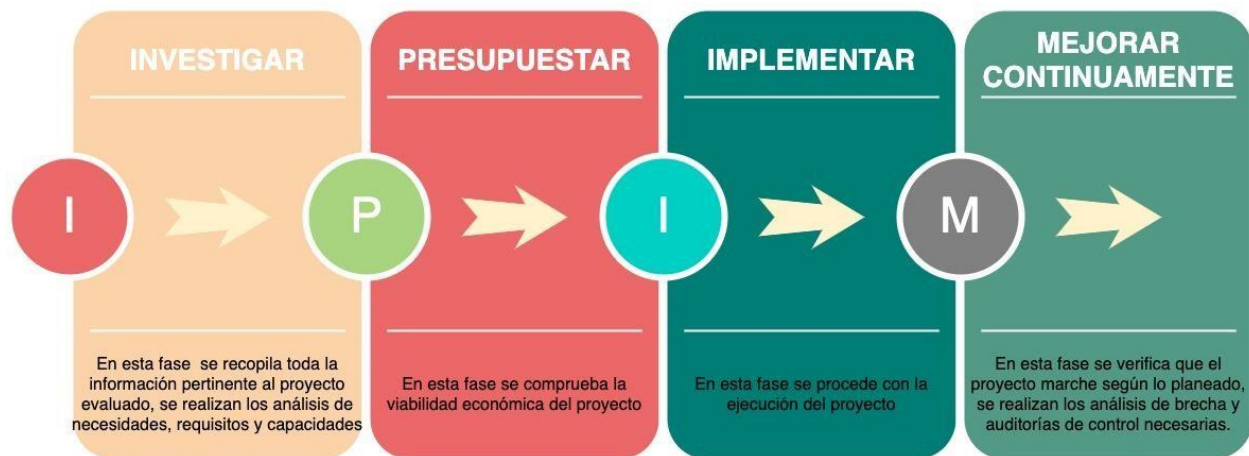 INVESTIGAR
PRESUPUESTAR
IMPLEMENTAR
MEJORAR
CONTINUAMENTE
I
P
I
M
En esta fase se recopila toda la
información pertinente al proyecto
evaluado, se realizan los análisis de
necesidades, requisitos y capacidades
En esta fase se comprueba la
viabilidad económica del proyecto
En esta fase se procede con la
ejecución del proyecto
En esta fase se verifica que el
proyecto marche según lo planeado,
se realizan los análisis de brecha y
auditorías de control necesarias.